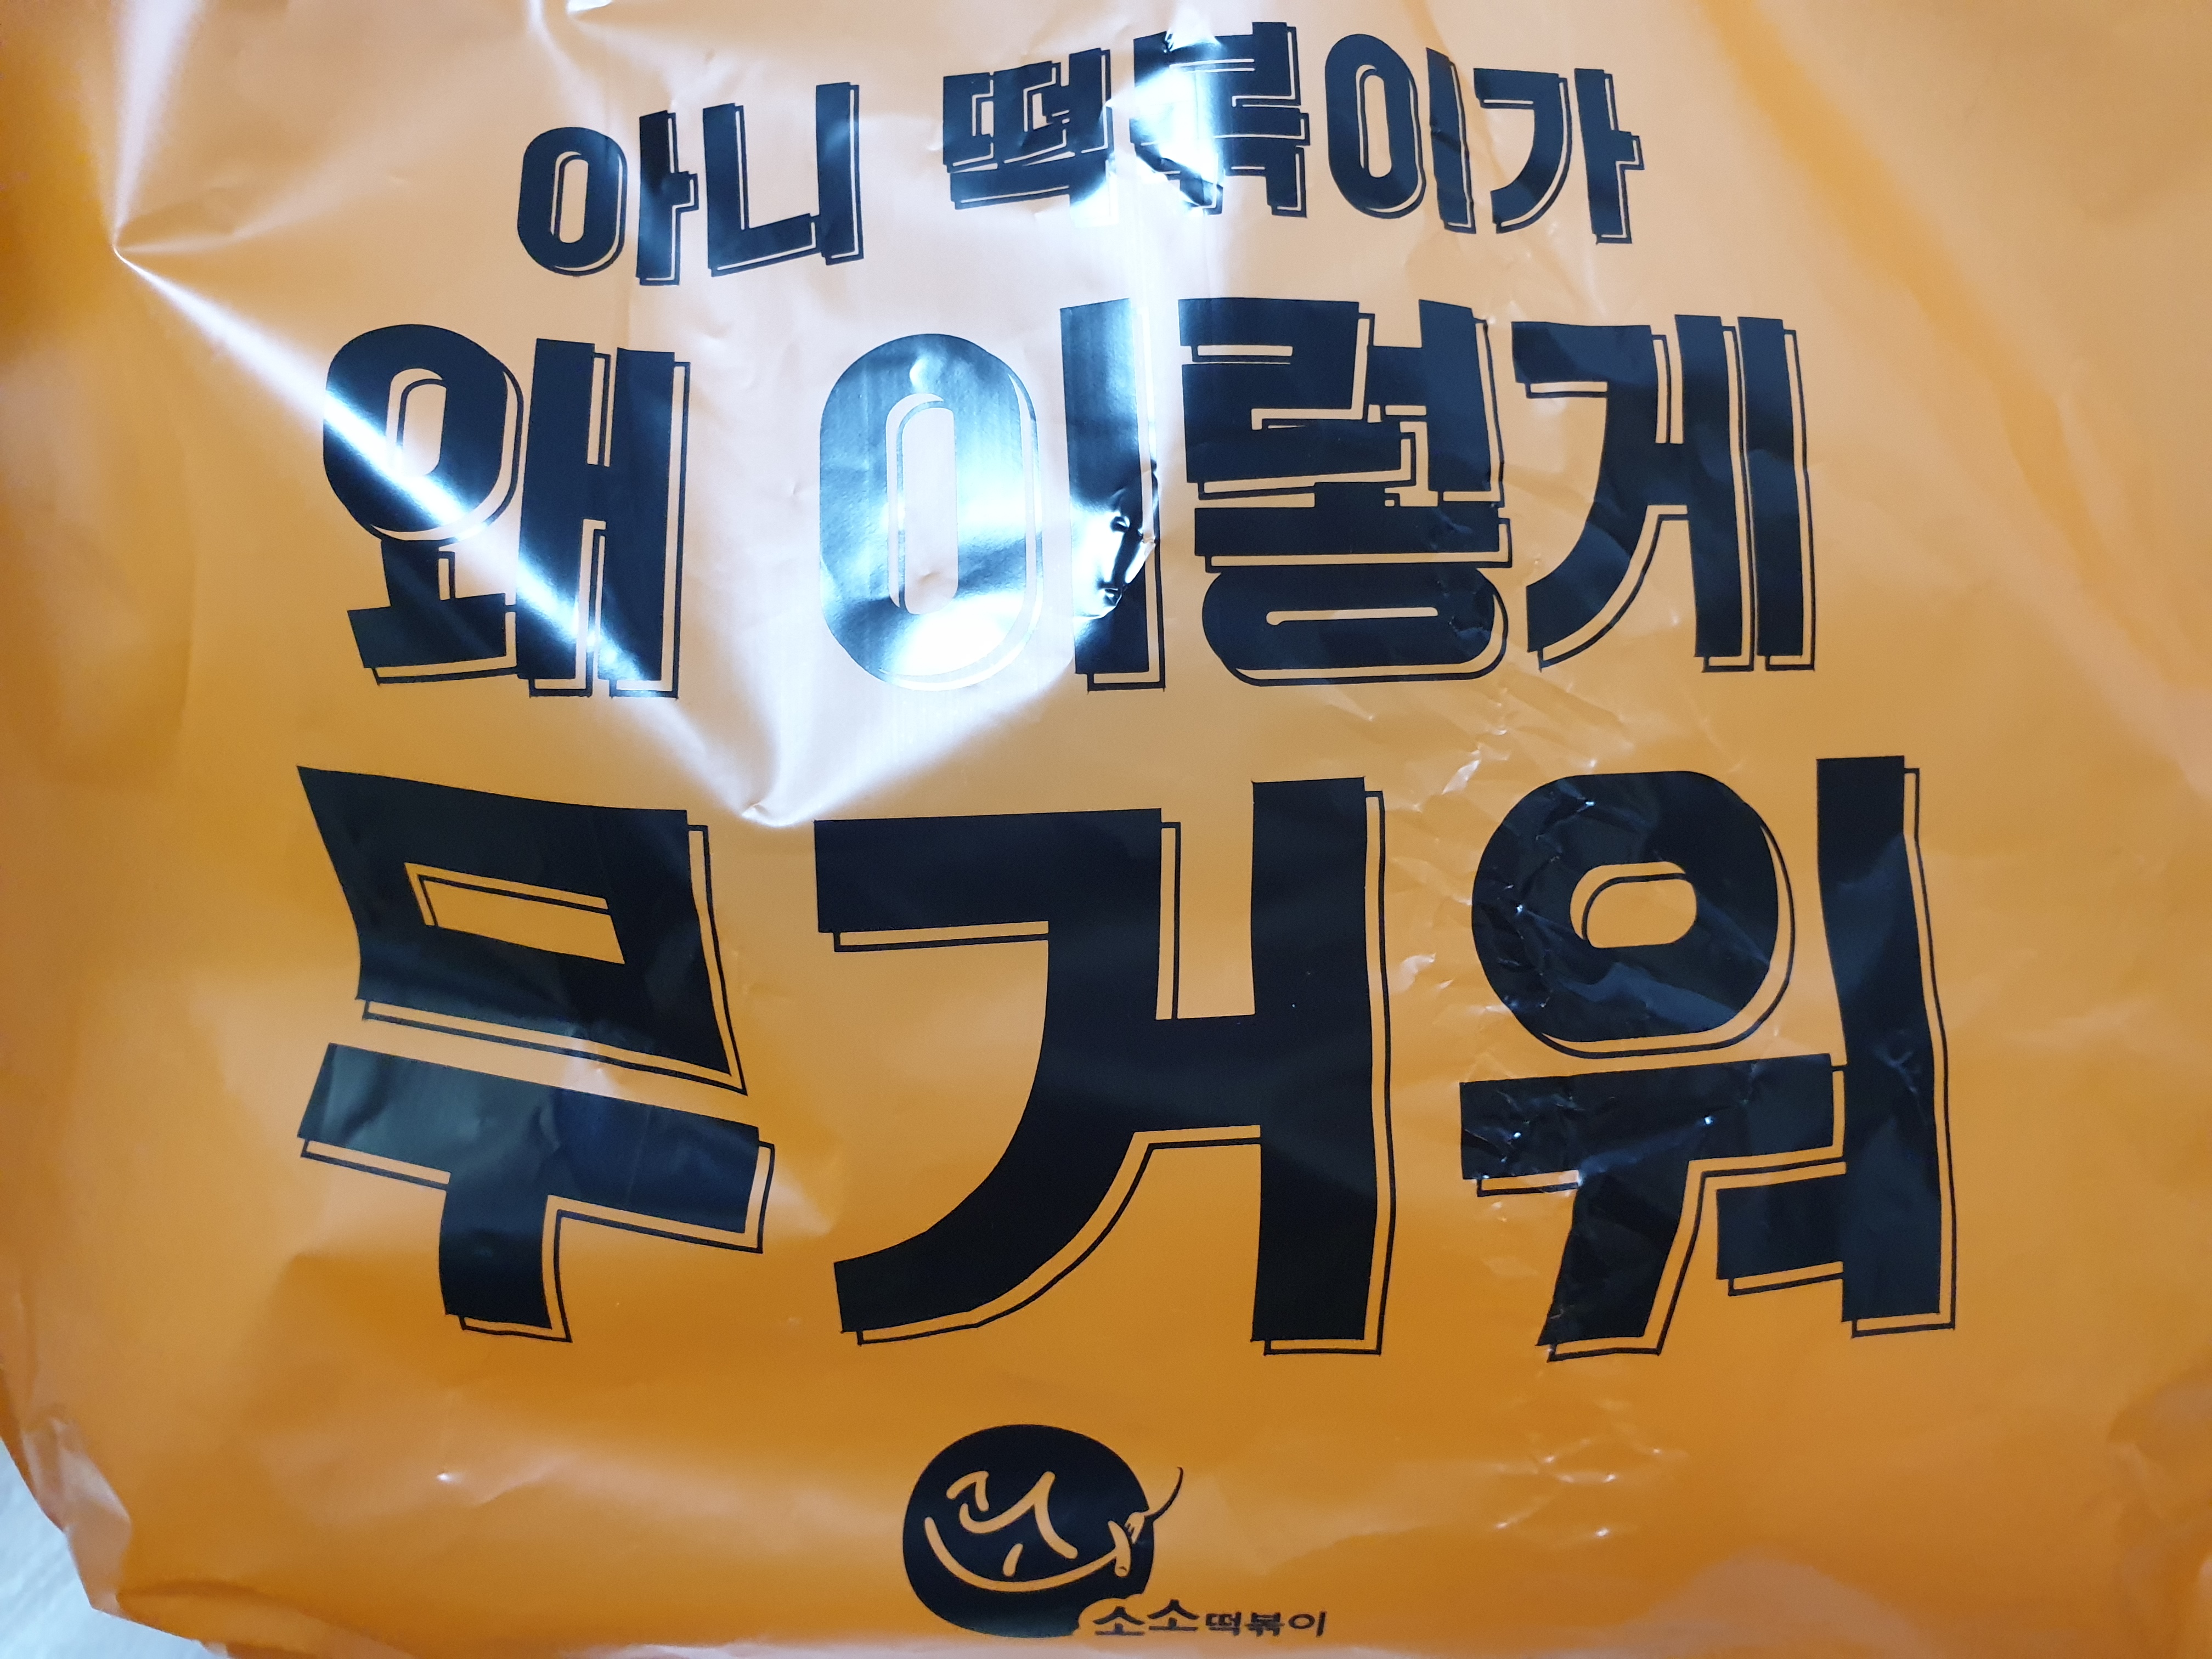 아니 떡볶이가
왜 이렇게
무거워
소소떡볶이